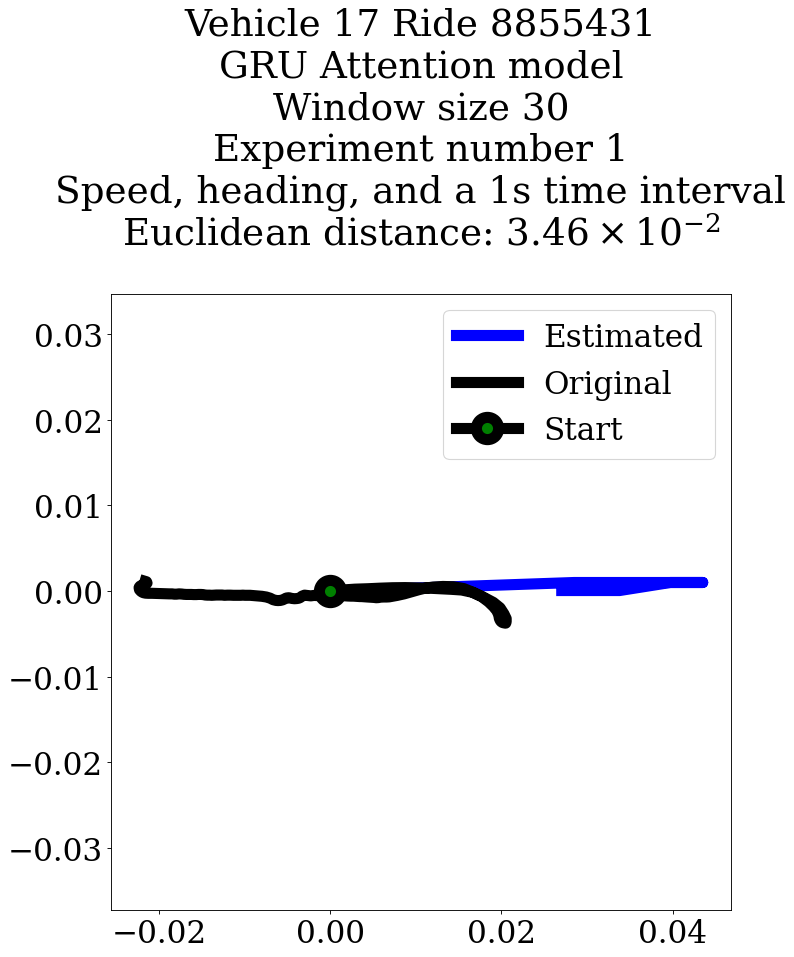 Vehicle 17 Ride 8855431
GRU Attention model
Window size 30
Experiment number 1
Speed, heading, and a 1s time interval
Euclidean distance: 3.46 × 10⁻²
Estimated
Original
Start
0.03
0.02
0.01
0.00
−0.01
−0.02
−0.03
−0.02 0.00 0.02 0.04